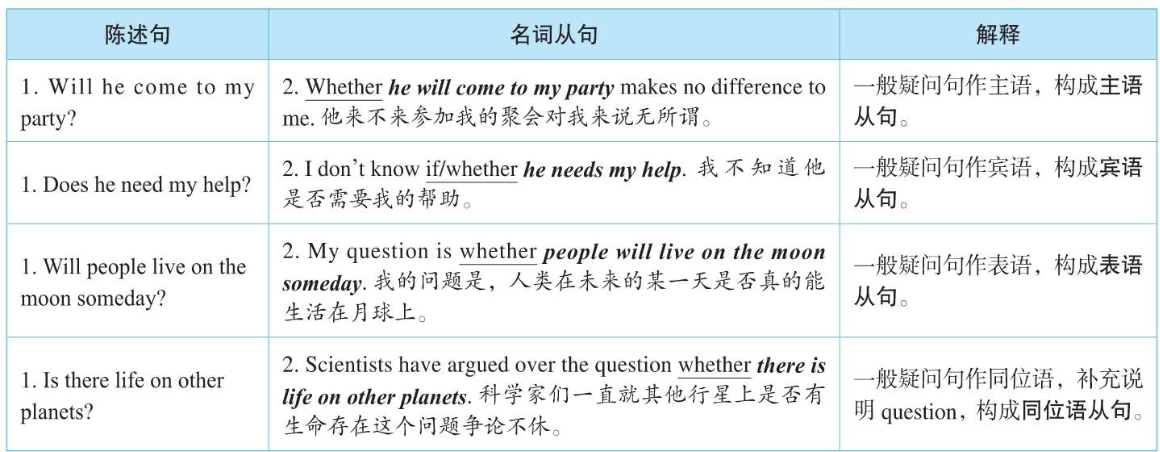 陈述句
名词从句
解释
1. Will he come to my
party?
2. Whether he will come to my party makes no difference to
me. 他来不来参加我的聚会对我来说无所谓。
一般疑问句作主语，构成主语
从句。
1. Does he need my help?
2. I don't know if/whether he needs my help. 我不知道他
是否需要我的帮助。
一般疑问句作宾语，构成宾语
从句。
1. Will people live on the
moon someday?
2. My question is whether people will live on the moon
someday. 我的问题是，人类在未来的某一天是否真的能
生活在月球上。
一般疑问句作表语，构成表语
从句。
1. Is there life on other
planets?
2. Scientists have argued over the question whether there is
life on other planets. 科学家们一直就其他行星上是否有
生命存在这个问题争论不休。
一般疑问句作同位语，补充说
明 question，构成同位语从句。